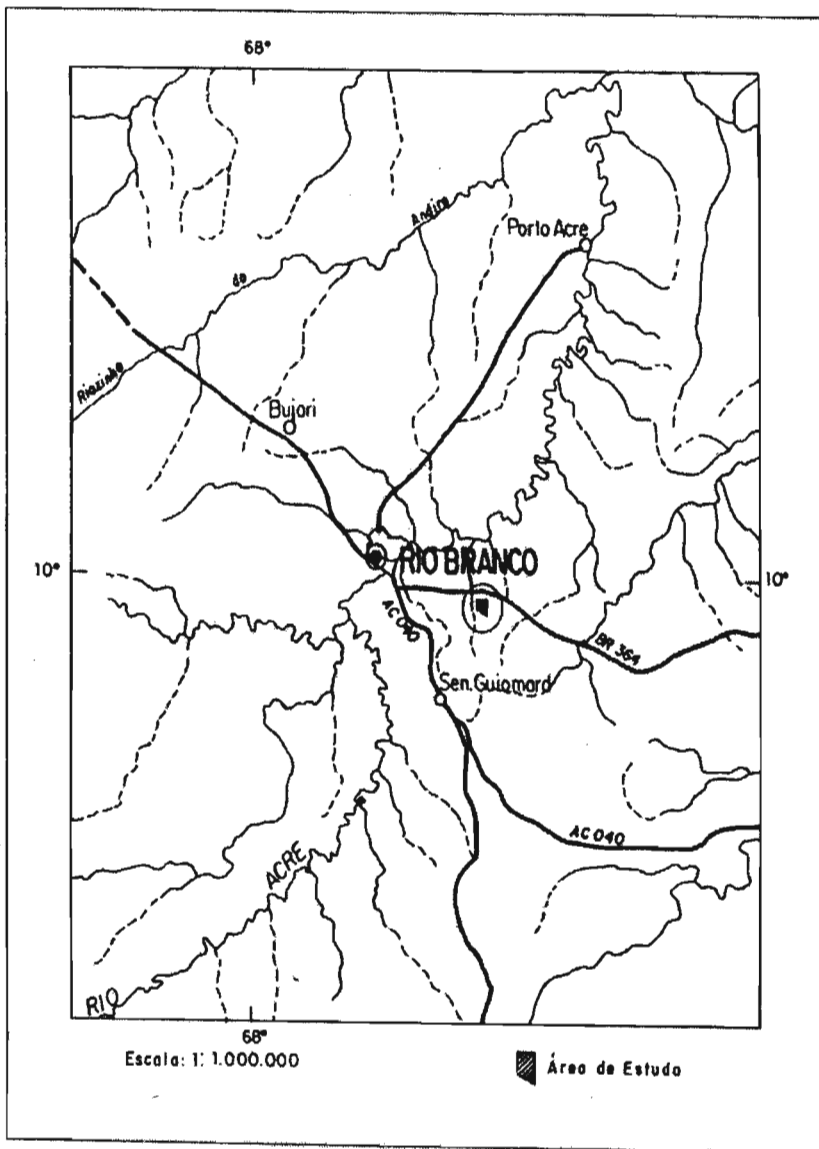 68°
Andira
Porto Acre
do
Riozinho
Bujari
10°
RIO BRANCO
10°
AC 040
BR 364
Sen. Guiomard
AC 040
RIO ACRE
68°
Escala: 1: 1.000.000
Área de Estudo